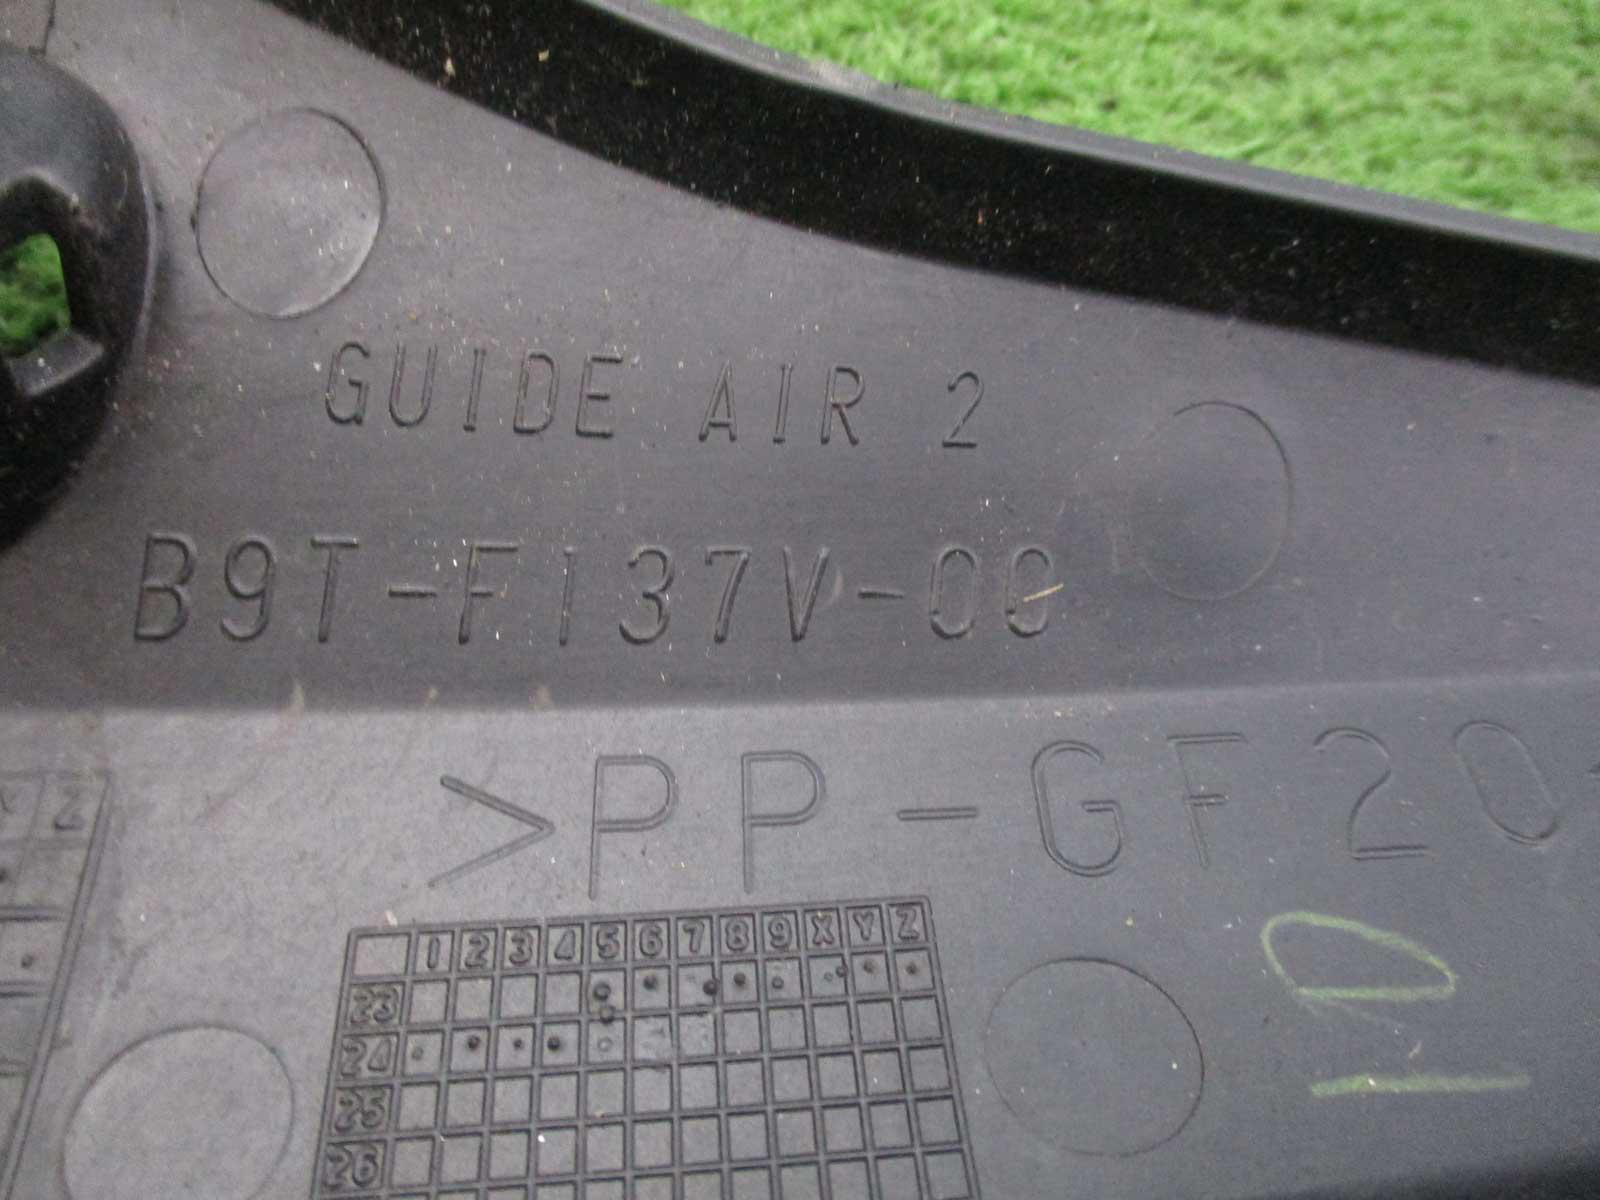 GUIDE AIR 2
B9T-F137V-00
>PP-GF20
1 2 3 4 5 6 7 8 9 X Y Z
23
24
25
26
Z